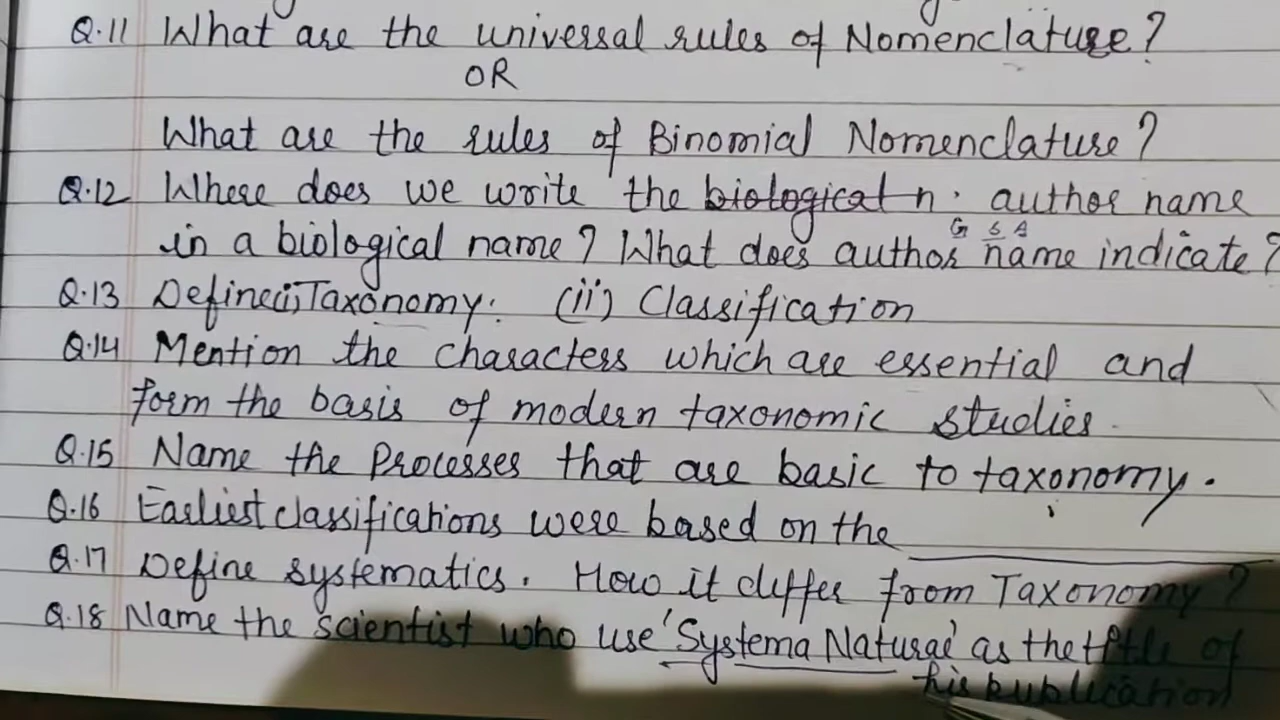 Q.11 What are the universal rules of Nomenclature?
OR
What are the rules of Binomial Nomenclature?
Q.12 Where does we write the biological n. author name
G S A
in a biological name? What does author name indicate?
Q.13 Define(i) Taxonomy. (ii) Classification
Q.14 Mention the characters which are essential and
form the basis of modern taxonomic studies.
Q.15 Name the Processes that are basic to taxonomy.
Q.16 Earliest classifications were based on the ________
Q.17 Define systematics. How it differ from Taxonomy?
Q.18 Name the scientist who use 'Systema Naturae' as the title of
his publication